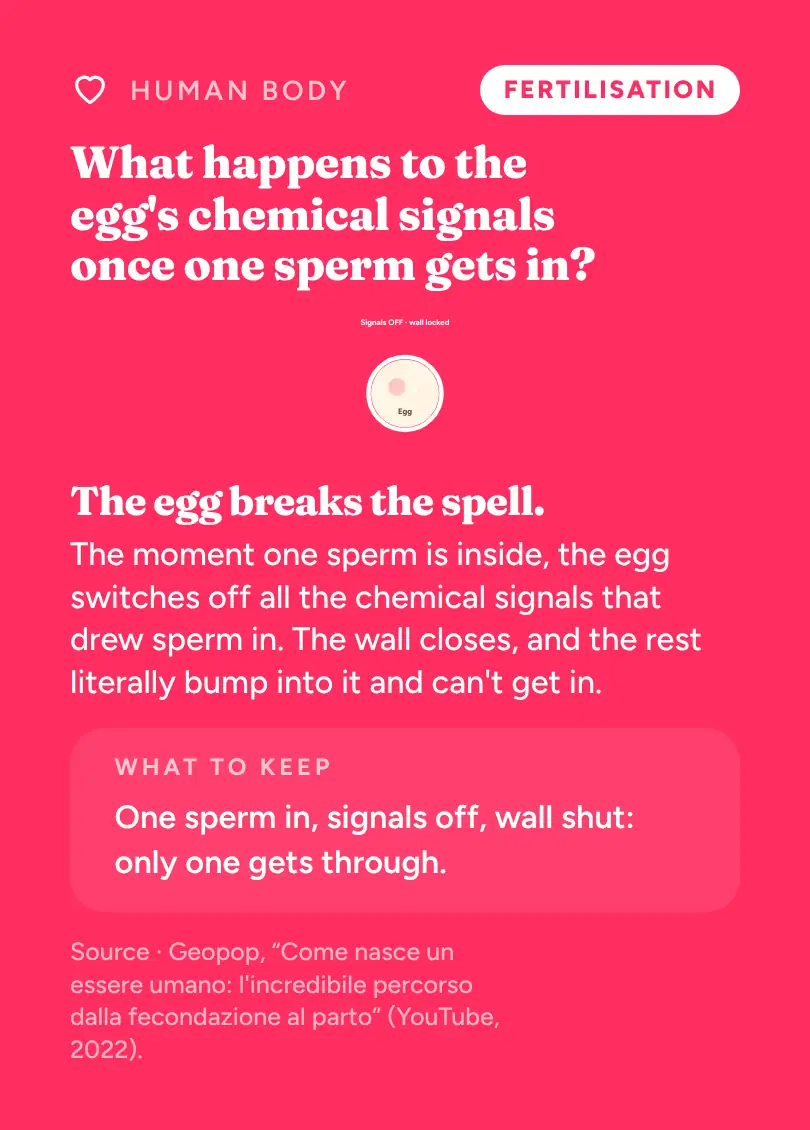 HUMAN BODY
FERTILISATION
What happens to the
egg's chemical signals
once one sperm gets in?
Signals OFF · wall locked
Egg
The egg breaks the spell.
The moment one sperm is inside, the egg
switches off all the chemical signals that
drew sperm in. The wall closes, and the rest
literally bump into it and can't get in.
WHAT TO KEEP
One sperm in, signals off, wall shut:
only one gets through.
Source · Geopop, “Come nasce un
essere umano: l'incredibile percorso
dalla fecondazione al parto” (YouTube,
2022).